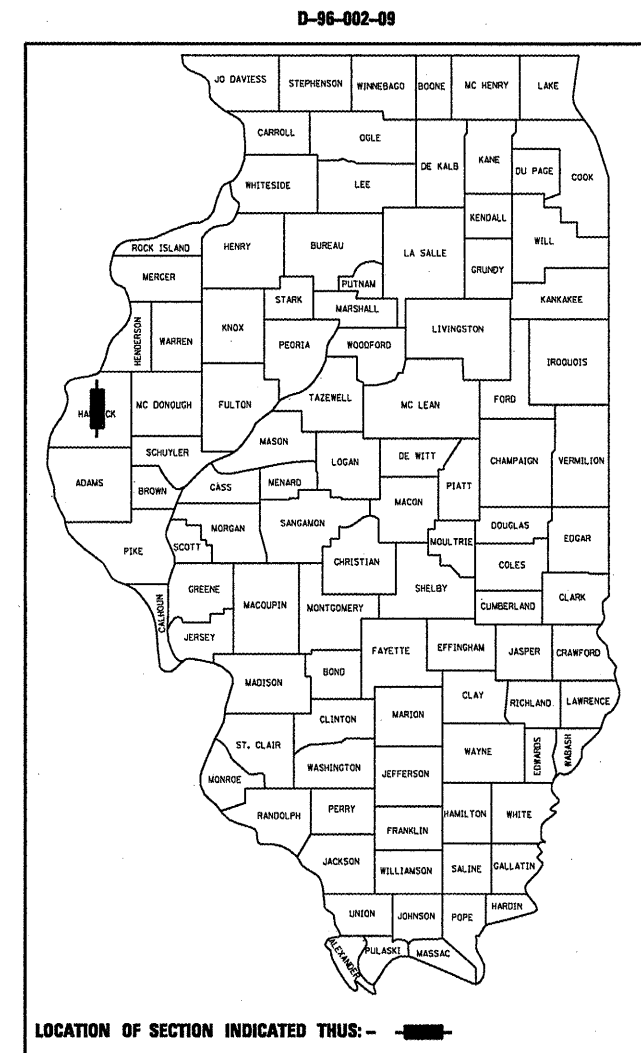 D-96-002-09
JO DAVIESS STEPHENSON WINNEBAGO BOONE MC HENRY LAKE
CARROLL OGLE DE KALB KANE DU PAGE COOK
WHITESIDE LEE
KENDALL WILL
ROCK ISLAND HENRY BUREAU LA SALLE
GRUNDY
MERCER PUTNAM
STARK MARSHALL KANKAKEE
HENDERSON WARREN KNOX PEORIA WOODFORD LIVINGSTON
IROQUOIS
HA CK MC DONOUGH FULTON TAZEWELL MC LEAN FORD
MASON
SCHUYLER LOGAN DE WITT CHAMPAIGN VERMILION
ADAMS BROWN CASS MENARD PIATT
MACON
MORGAN SANGAMON DOUGLAS
PIKE SCOTT CHRISTIAN MOULTRIE EDGAR
COLES
GREENE SHELBY
CALHOUN MACOUPIN MONTGOMERY CUMBERLAND CLARK
JERSEY FAYETTE EFFINGHAM JASPER CRAWFORD
MADISON BOND
CLAY RICHLAND LAWRENCE
CLINTON MARION
ST. CLAIR WAYNE EDWARDS WABASH
WASHINGTON JEFFERSON
MONROE
RANDOLPH PERRY HAMILTON WHITE
FRANKLIN
JACKSON WILLIAMSON SALINE GALLATIN
HARDIN
UNION JOHNSON POPE
ALEXANDER PULASKI MASSAC
LOCATION OF SECTION INDICATED THUS: -